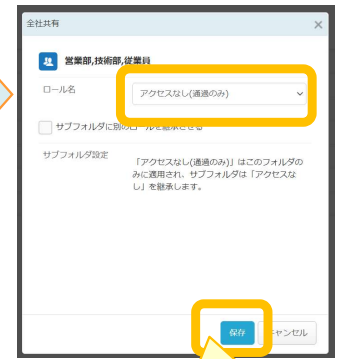 全社共有
×
営業部,技術部,従業員
ロール名
アクセスなし(通過のみ)
サブフォルダに別のロールを継承させる
サブフォルダ設定
「アクセスなし(通過のみ)」はこのフォルダの
みに適用され、サブフォルダは「アクセスな
し」を継承します。
保存
キャンセル